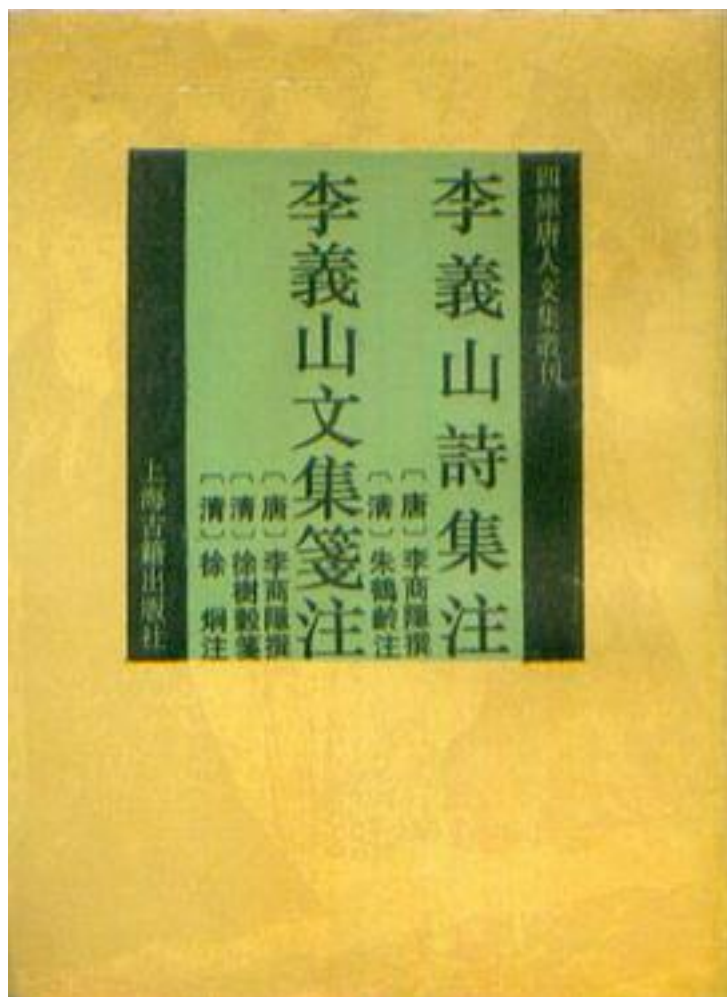 四庫唐人文集叢刊
李義山詩集注
〔唐〕李商隱撰
〔清〕朱鶴齡注
李義山文集箋注
〔唐〕李商隱撰
〔清〕徐樹穀箋
〔清〕徐 炯注
上海古籍出版社